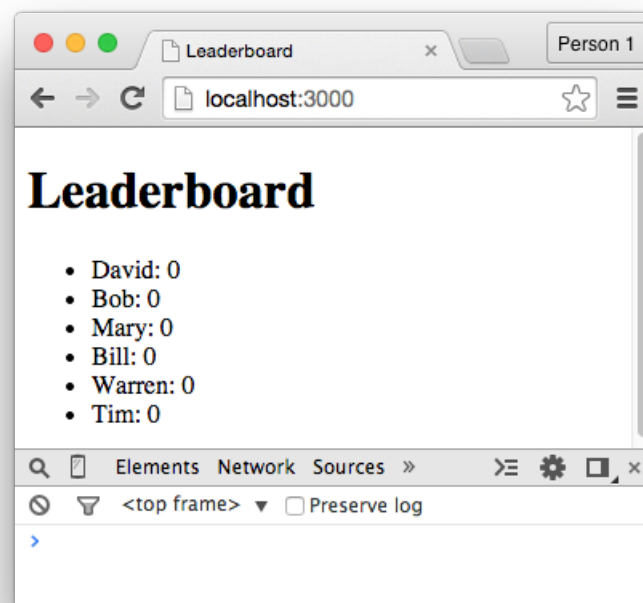 Leaderboard
Person 1
localhost:3000
Leaderboard
David: 0
Bob: 0
Mary: 0
Bill: 0
Warren: 0
Tim: 0
Elements Network Sources »
<top frame> ▼ Preserve log
>